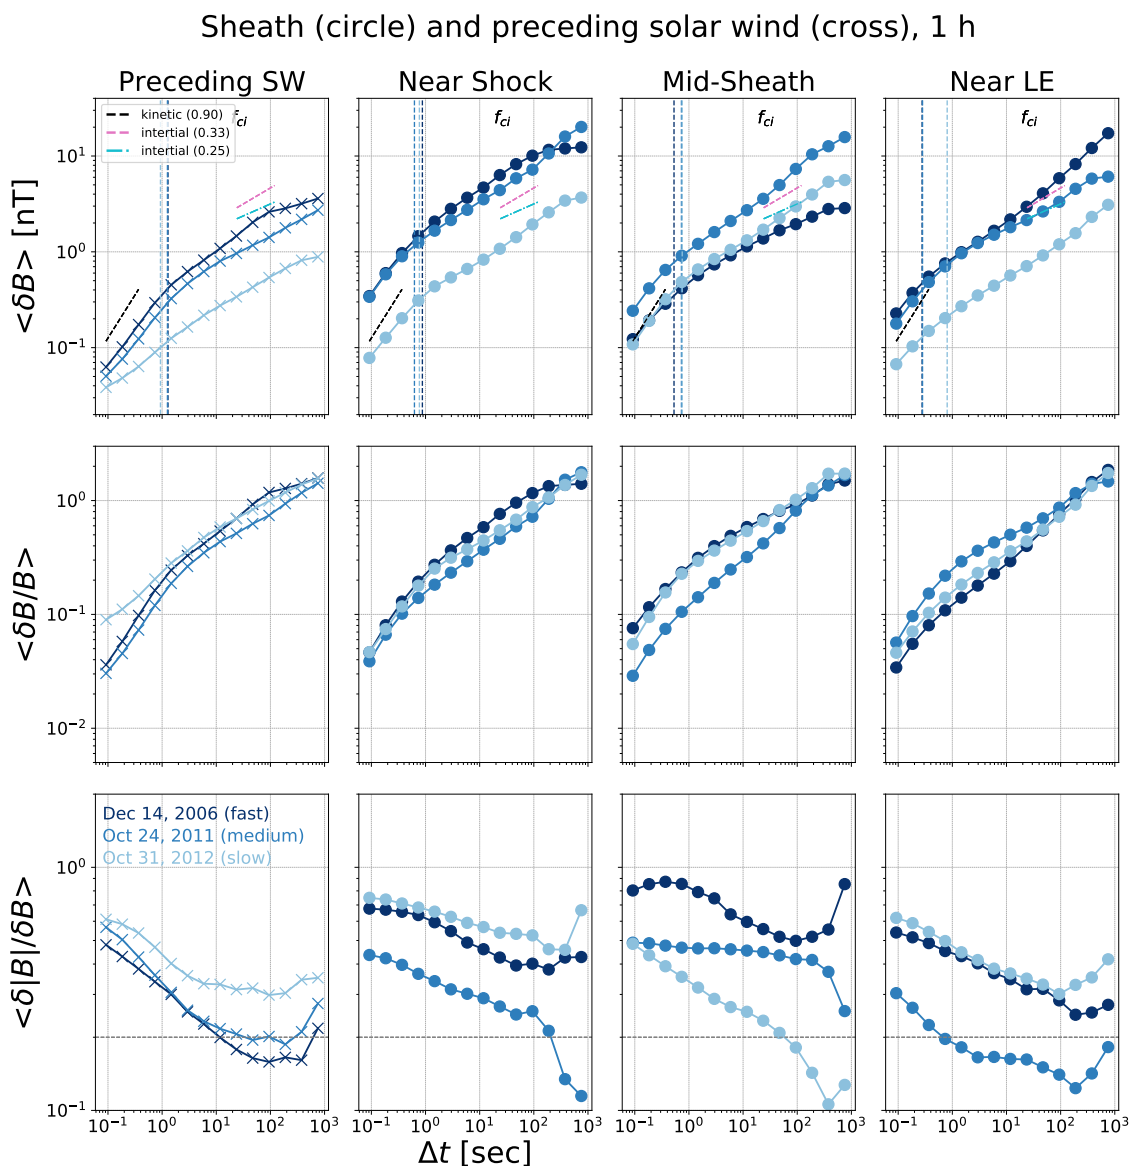 Sheath (circle) and preceding solar wind (cross), 1 h
Preceding SW
Near Shock
Mid-Sheath
Near LE
kinetic (0.90)
intertial (0.33)
intertial (0.25)
f_ci
f_ci
f_ci
f_ci
10^1
10^0
10^−1
<δB> [nT]
10^0
10^−1
10^−2
<δB/B>
Dec 14, 2006 (fast)
Oct 24, 2011 (medium)
Oct 31, 2012 (slow)
10^0
10^−1
<δ|B|/δB>
10^−1 10^0 10^1 10^2 10^3
10^−1 10^0 10^1 10^2 10^3
10^−1 10^0 10^1 10^2 10^3
10^−1 10^0 10^1 10^2 10^3
Δt [sec]